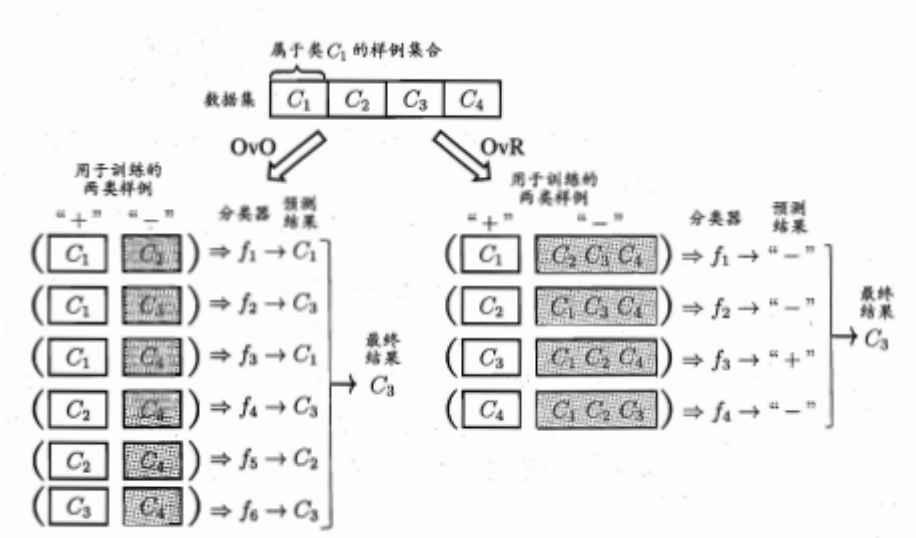 属于类C₁的样例集合
数据集 C₁ C₂ C₃ C₄
OvO
OvR
用于训练的
两类样例
“+” “−” 分类器 预测
结果
(C₁ C₂) ⇒ f₁ → C₁
(C₁ C₃) ⇒ f₂ → C₃
(C₁ C₄) ⇒ f₃ → C₁
(C₂ C₃) ⇒ f₄ → C₃
(C₂ C₄) ⇒ f₅ → C₂
(C₃ C₄) ⇒ f₆ → C₃
最终
结果
C₃
用于训练的
两类样例
“+” “−” 分类器 预测
结果
(C₁ C₂ C₃ C₄) ⇒ f₁ → “−”
(C₂ C₁ C₃ C₄) ⇒ f₂ → “−”
(C₃ C₁ C₂ C₄) ⇒ f₃ → “+”
(C₄ C₁ C₂ C₃) ⇒ f₄ → “−”
最终
结果
C₃